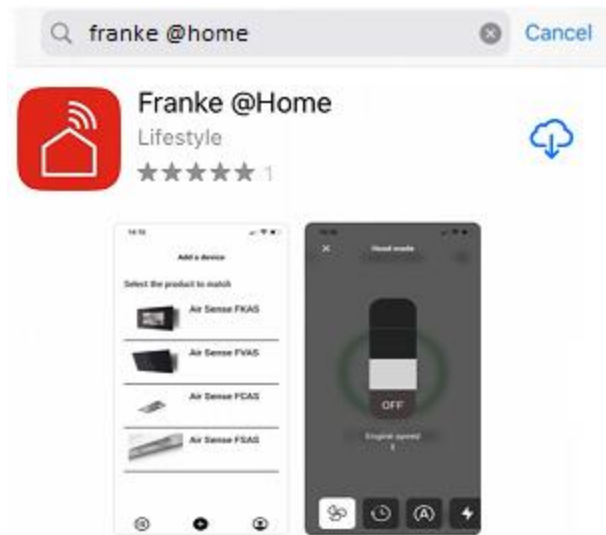 franke @home
Cancel
Franke @Home
Lifestyle
1
Add a device
Select the product to match
Air Sense FKAS
Air Sense FVAS
Air Sense FCAS
Air Sense FSAS
Hood mode
OFF
Engine speed
A